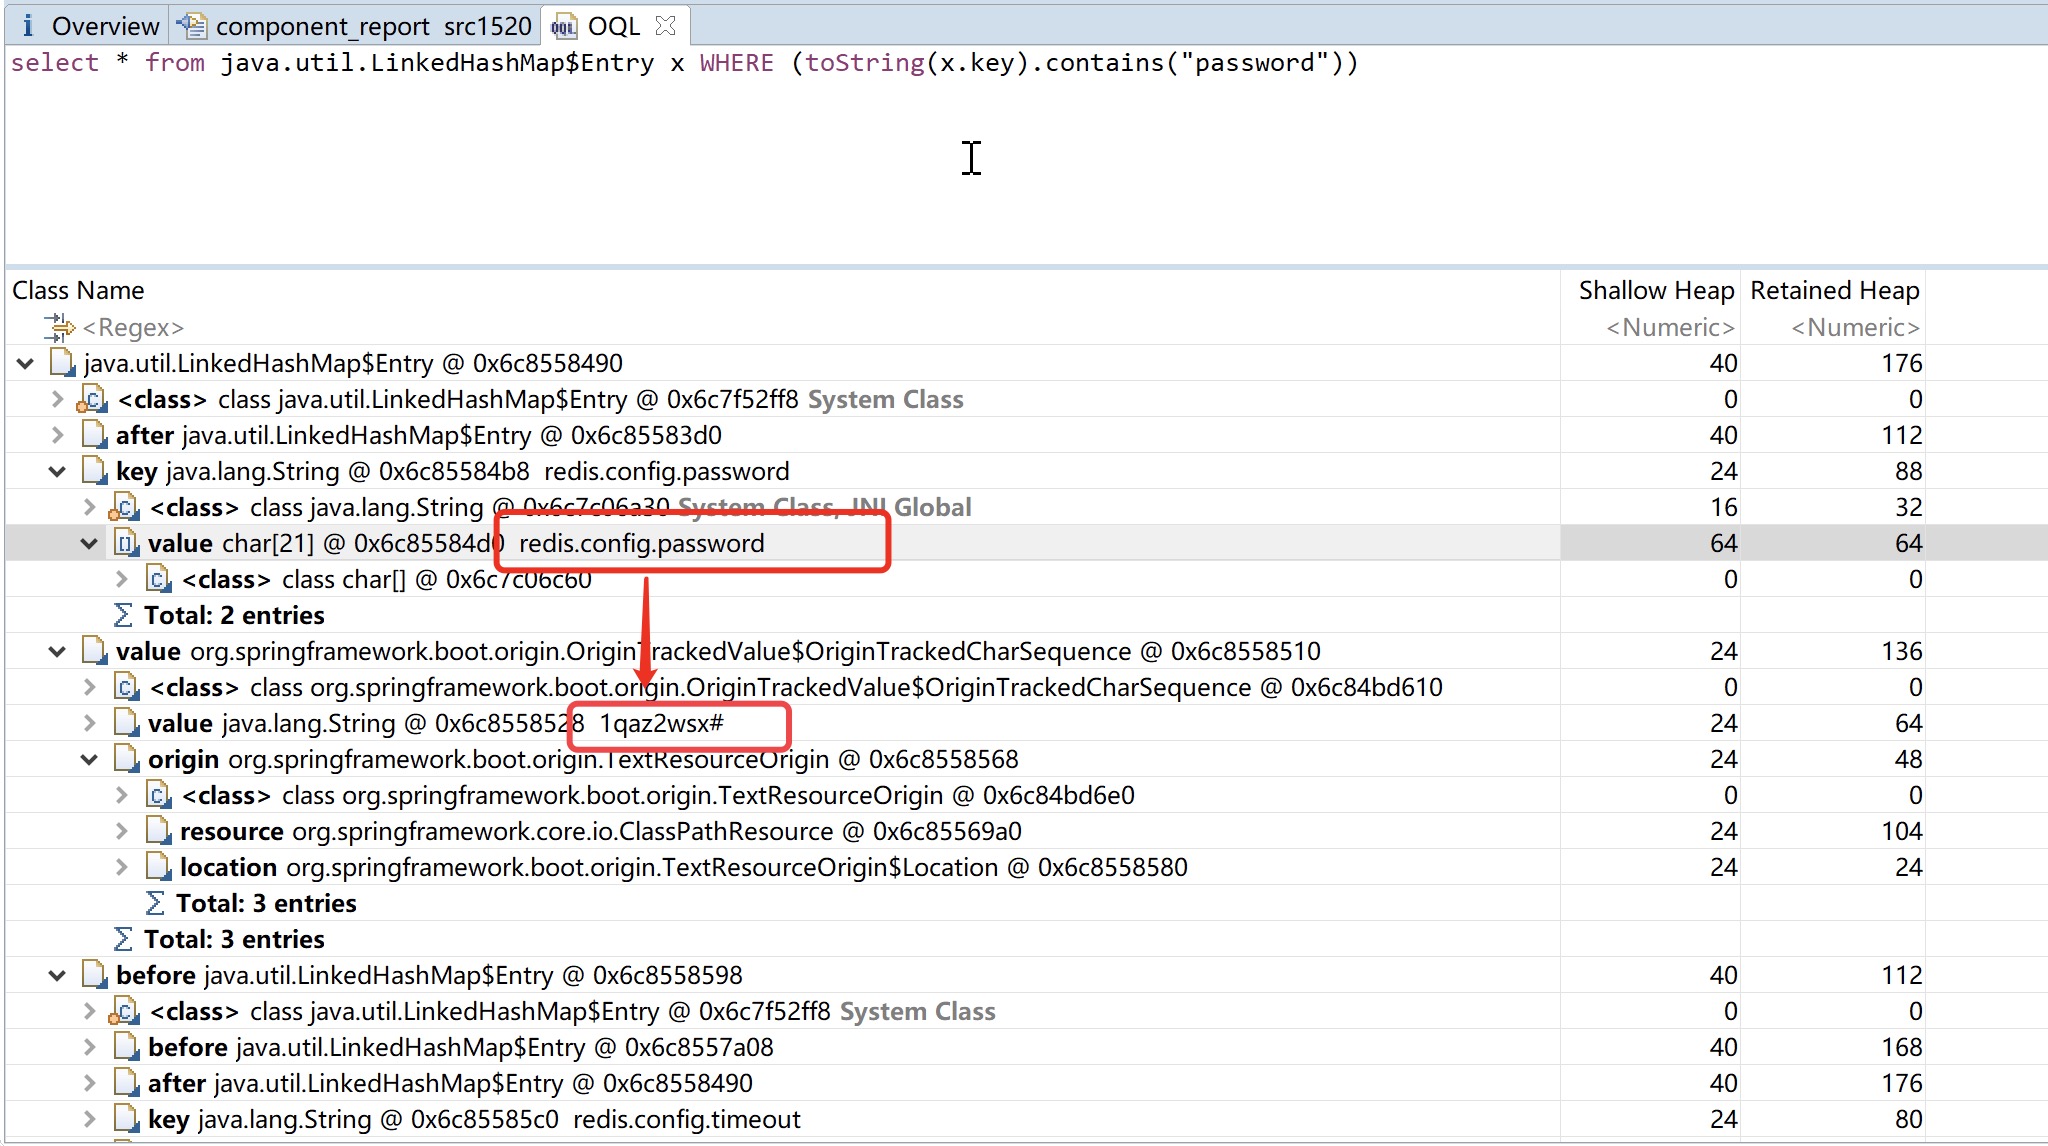 i Overview component_report src1520 OQL
select * from java.util.LinkedHashMap$Entry x WHERE (toString(x.key).contains("password"))
Class Name Shallow Heap Retained Heap
<Regex> <Numeric> <Numeric>
java.util.LinkedHashMap$Entry @ 0x6c8558490 40 176
<class> class java.util.LinkedHashMap$Entry @ 0x6c7f52ff8 System Class 0 0
after java.util.LinkedHashMap$Entry @ 0x6c85583d0 40 112
key java.lang.String @ 0x6c85584b8 redis.config.password 24 88
<class> class java.lang.String @ 0x6c7c06a30 System Class, JNI Global 16 32
value char[21] @ 0x6c85584d0 redis.config.password 64 64
<class> class char[] @ 0x6c7c06c60 0 0
Σ Total: 2 entries
value org.springframework.boot.origin.OriginTrackedValue$OriginTrackedCharSequence @ 0x6c8558510 24 136
<class> class org.springframework.boot.origin.OriginTrackedValue$OriginTrackedCharSequence @ 0x6c84bd610 0 0
value java.lang.String @ 0x6c8558528 1qaz2wsx# 24 64
origin org.springframework.boot.origin.TextResourceOrigin @ 0x6c8558568 24 48
<class> class org.springframework.boot.origin.TextResourceOrigin @ 0x6c84bd6e0 0 0
resource org.springframework.core.io.ClassPathResource @ 0x6c85569a0 24 104
location org.springframework.boot.origin.TextResourceOrigin$Location @ 0x6c8558580 24 24
Σ Total: 3 entries
Σ Total: 3 entries
before java.util.LinkedHashMap$Entry @ 0x6c8558598 40 112
<class> class java.util.LinkedHashMap$Entry @ 0x6c7f52ff8 System Class 0 0
before java.util.LinkedHashMap$Entry @ 0x6c8557a08 40 168
after java.util.LinkedHashMap$Entry @ 0x6c8558490 40 176
key java.lang.String @ 0x6c85585c0 redis.config.timeout 24 80